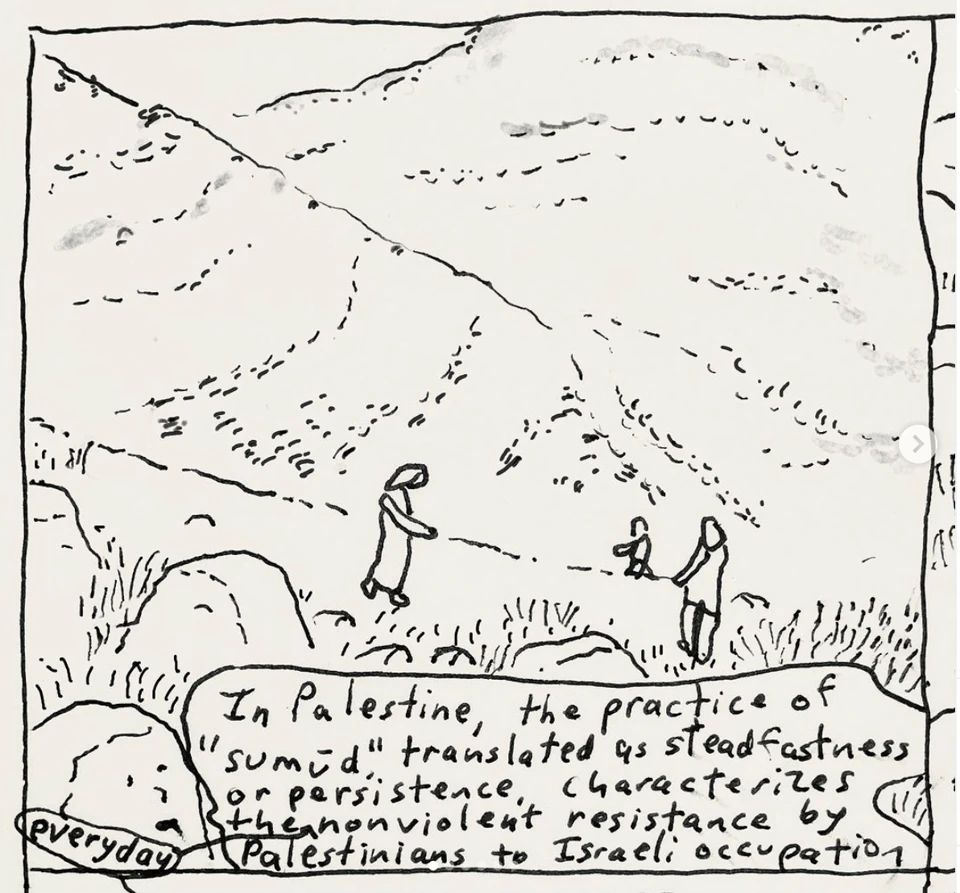 In Palestine, the practice of
"sumūd," translated as steadfastness
or persistence, characterizes
the everyday nonviolent resistance by
Palestinians to Israeli occupation